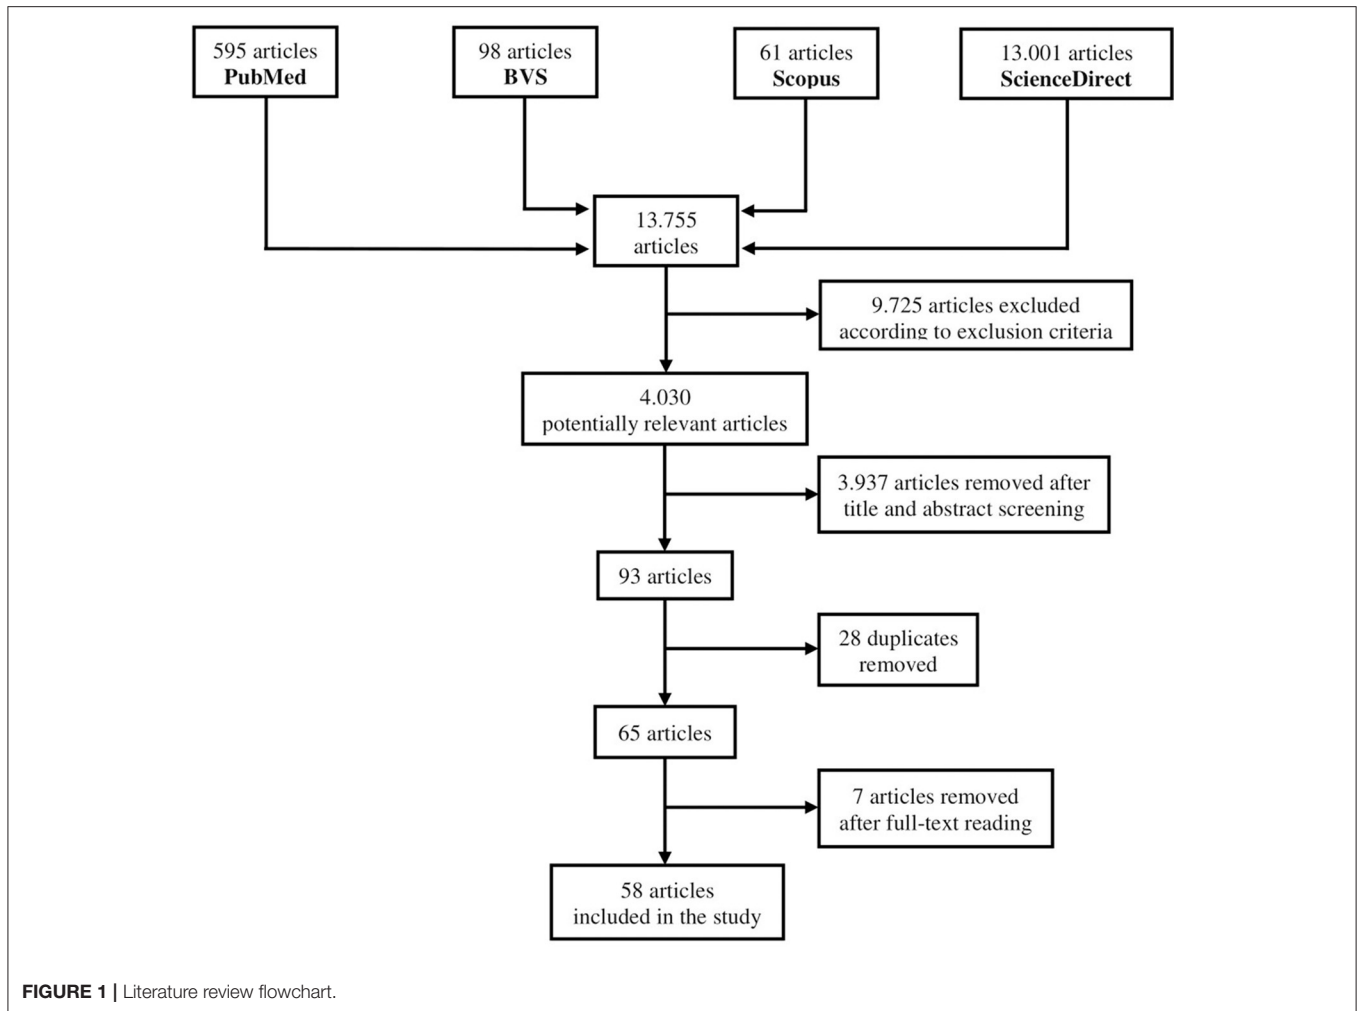 595 articles
PubMed
98 articles
BVS
61 articles
Scopus
13.001 articles
ScienceDirect
13.755
articles
9.725 articles excluded
according to exclusion criteria
4.030
potentially relevant articles
3.937 articles removed after
title and abstract screening
93 articles
28 duplicates
removed
65 articles
7 articles removed
after full-text reading
58 articles
included in the study
FIGURE 1 | Literature review flowchart.